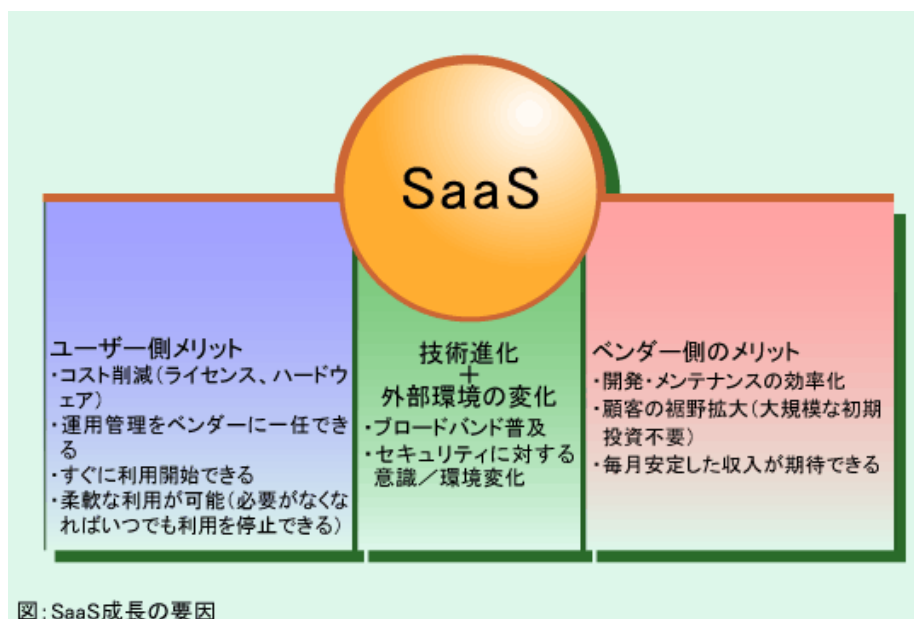 SaaS
ユーザー側メリット
・コスト削減(ライセンス、ハードウ
ェア)
・運用管理をベンダーに一任でき
る
・すぐに利用開始できる
・柔軟な利用が可能(必要がなくな
ればいつでも利用を停止できる)
技術進化
+
外部環境の変化
・ブロードバンド普及
・セキュリティに対する
意識／環境変化
ベンダー側のメリット
・開発・メンテナンスの効率化
・顧客の裾野拡大(大規模な初期
投資不要)
・毎月安定した収入が期待できる
図:SaaS成長の要因